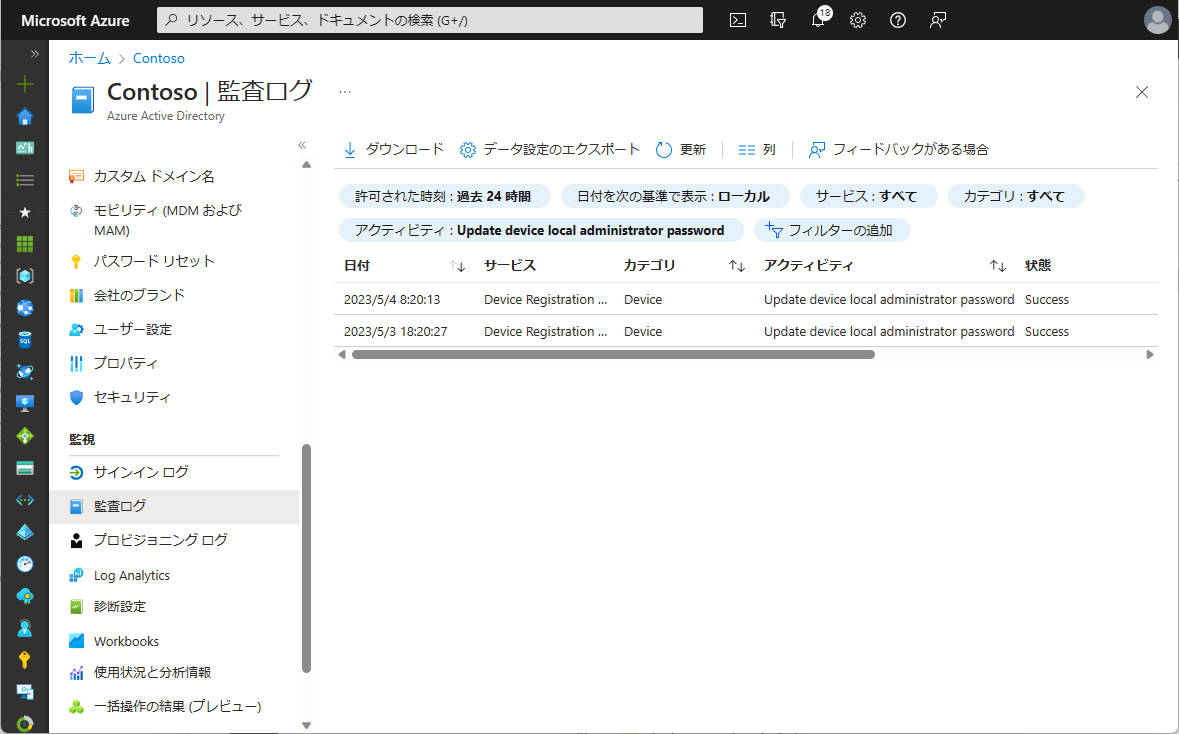 Microsoft Azure
リソース、サービス、ドキュメントの検索 (G+/)
18
ホーム > Contoso
Contoso | 監査ログ
Azure Active Directory
カスタム ドメイン名
モビリティ (MDM および
MAM)
パスワード リセット
会社のブランド
ユーザー設定
プロパティ
セキュリティ
監視
サインイン ログ
監査ログ
プロビジョニング ログ
Log Analytics
診断設定
Workbooks
使用状況と分析情報
一括操作の結果 (プレビュー)
ダウンロード データ設定のエクスポート 更新 列 フィードバックがある場合
許可された時刻 : 過去 24 時間 日付を次の基準で表示 : ローカル サービス : すべて カテゴリ : すべて
アクティビティ : Update device local administrator password フィルターの追加
日付 サービス カテゴリ アクティビティ 状態
2023/5/4 8:20:13 Device Registration ... Device Update device local administrator password Success
2023/5/3 18:20:27 Device Registration ... Device Update device local administrator password Success
SQL